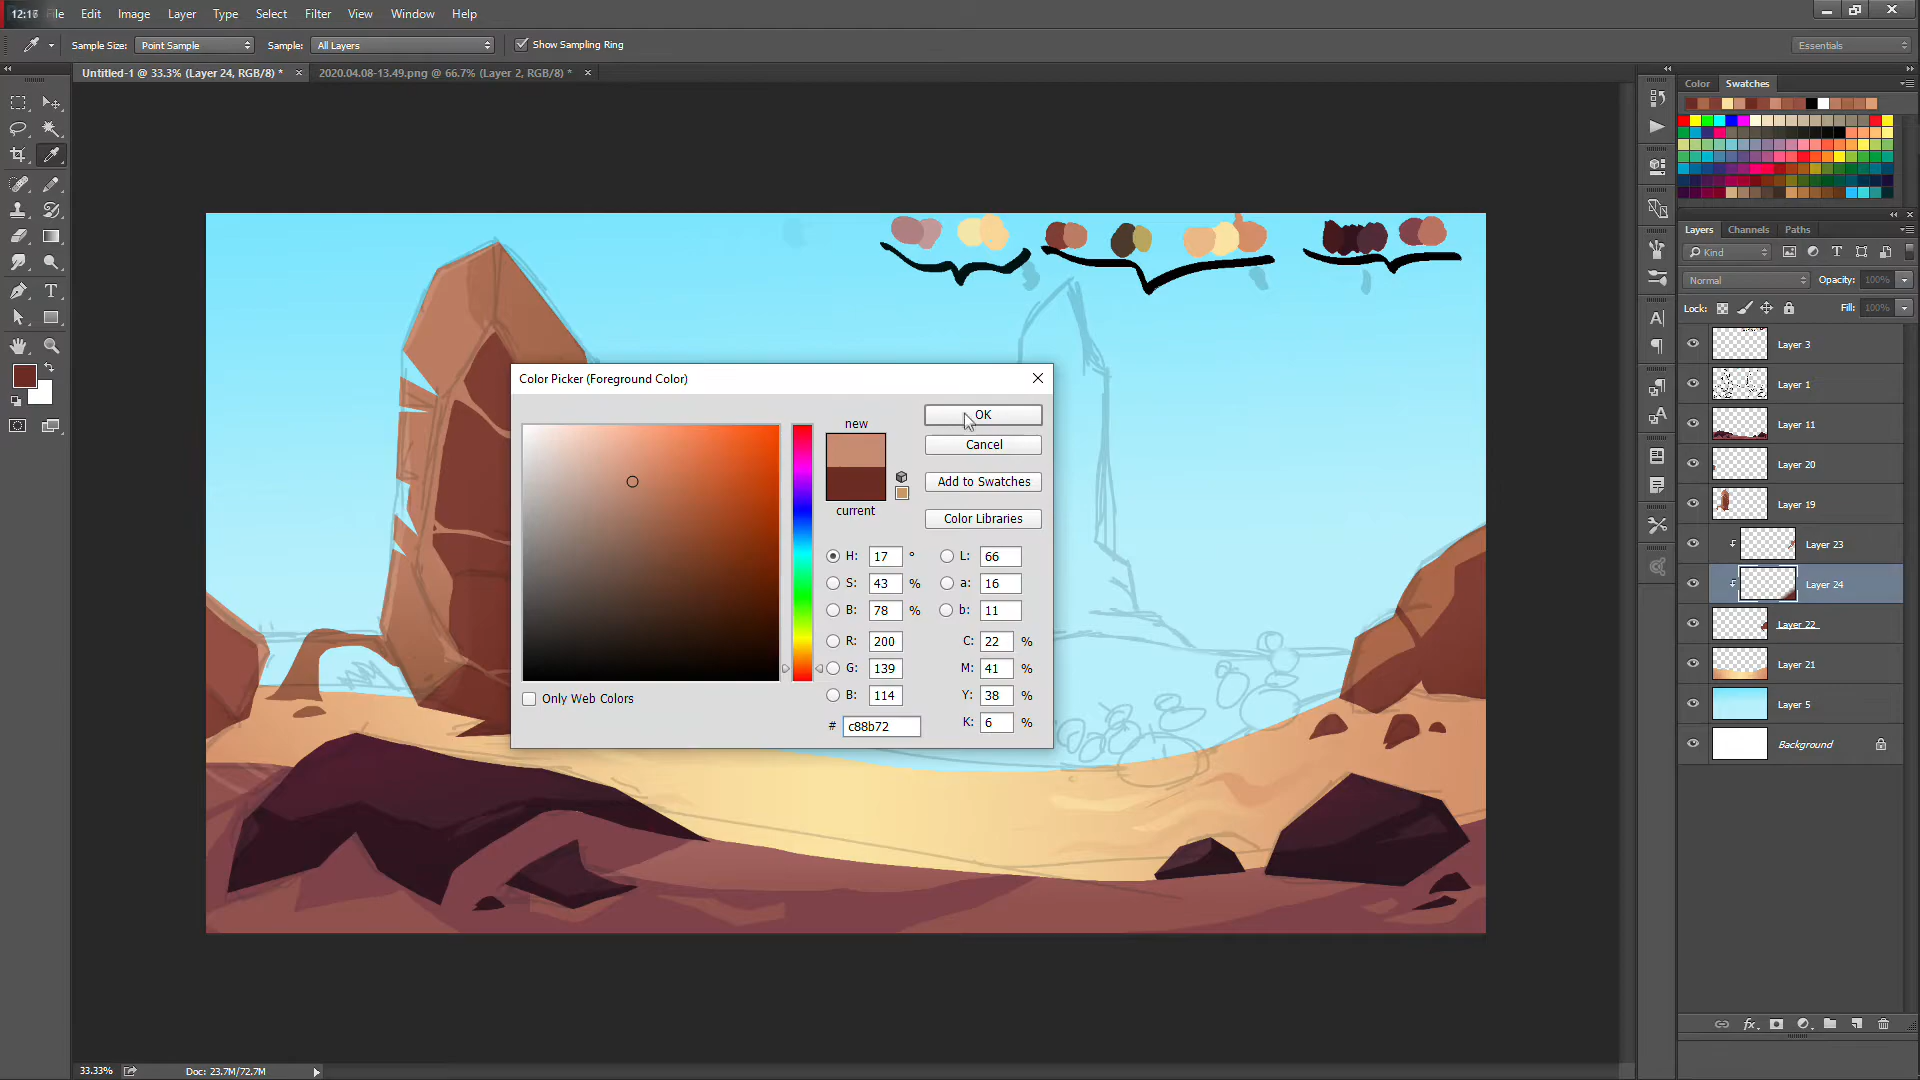 12:16 File Edit Image Layer Type Select Filter View Window Help
Sample Size: Point Sample Sample: All Layers Show Sampling Ring Essentials
Untitled-1 @ 33.3% (Layer 24, RGB/8) * × 2020.04.08-13.49.png @ 66.7% (Layer 2, RGB/8) * ×
Color Swatches
Layers Channels Paths
Kind
Normal Opacity: 100%
Lock: Fill: 100%
Layer 3
Layer 1
Layer 11
Layer 20
Layer 19
Layer 23
Layer 24
Layer 22
Layer 21
Layer 5
Background
Color Picker (Foreground Color)
new
current
OK
Cancel
Add to Swatches
Color Libraries
H: 17 ° L: 66
S: 43 % a: 16
B: 78 % b: 11
R: 200 C: 22 %
G: 139 M: 41 %
B: 114 Y: 38 %
# c88b72 K: 6 %
Only Web Colors
33.33% Doc: 23.7M/72.7M